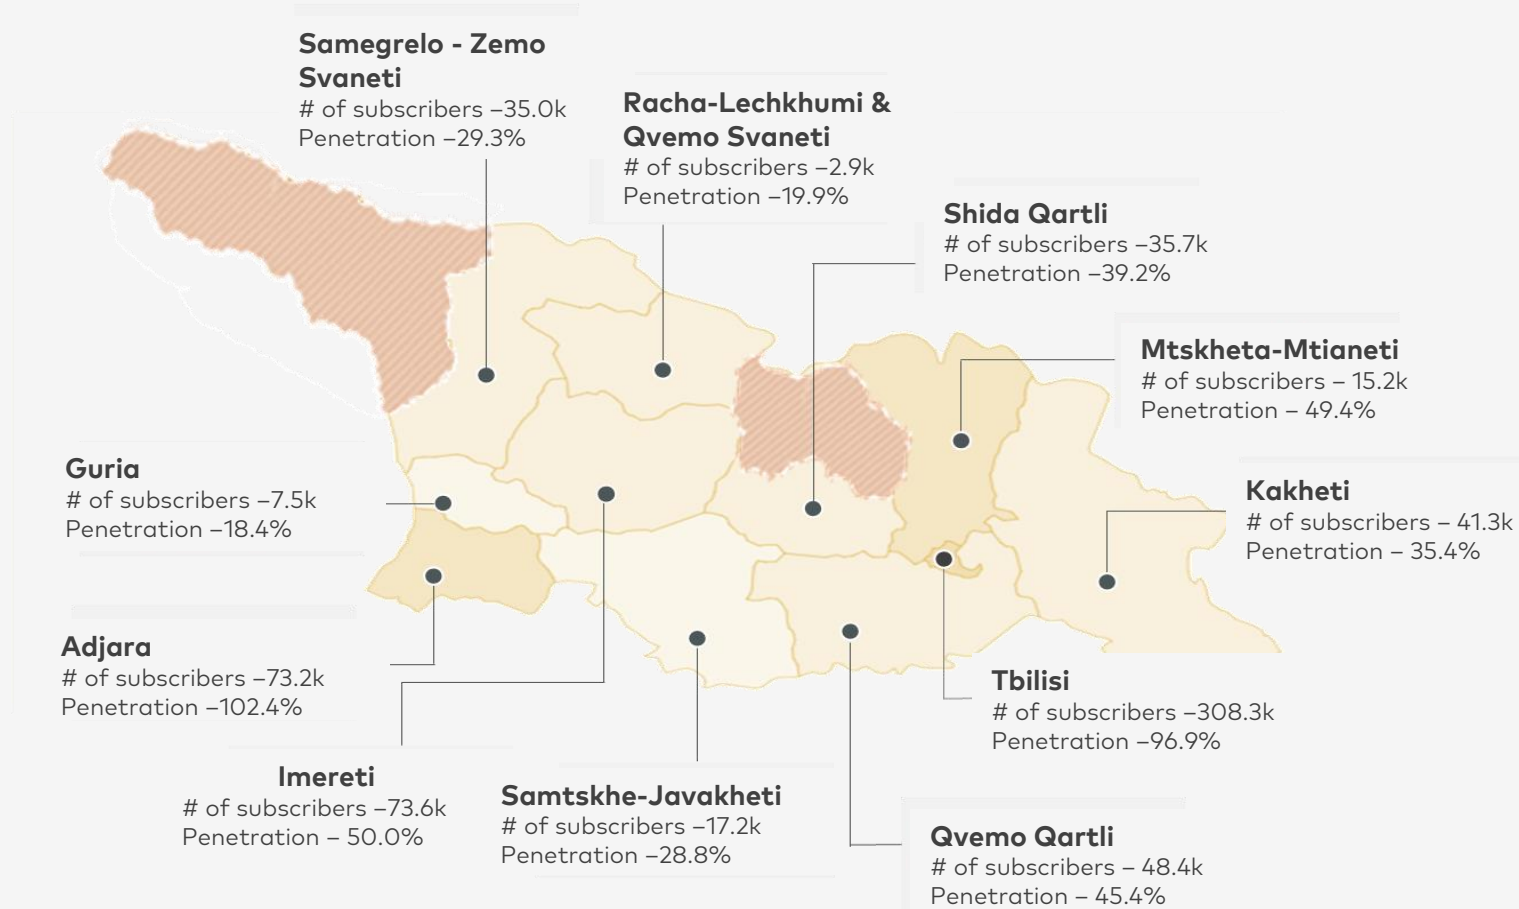 Samegrelo - Zemo
Svaneti
# of subscribers –35.0k
Penetration –29.3%
Racha-Lechkhumi &
Qvemo Svaneti
# of subscribers –2.9k
Penetration –19.9%
Shida Qartli
# of subscribers –35.7k
Penetration –39.2%
Mtskheta-Mtianeti
# of subscribers – 15.2k
Penetration – 49.4%
Guria
# of subscribers –7.5k
Penetration –18.4%
Kakheti
# of subscribers – 41.3k
Penetration – 35.4%
Adjara
# of subscribers –73.2k
Penetration –102.4%
Tbilisi
# of subscribers –308.3k
Penetration –96.9%
Imereti
# of subscribers –73.6k
Penetration – 50.0%
Samtskhe-Javakheti
# of subscribers –17.2k
Penetration –28.8%
Qvemo Qartli
# of subscribers – 48.4k
Penetration – 45.4%